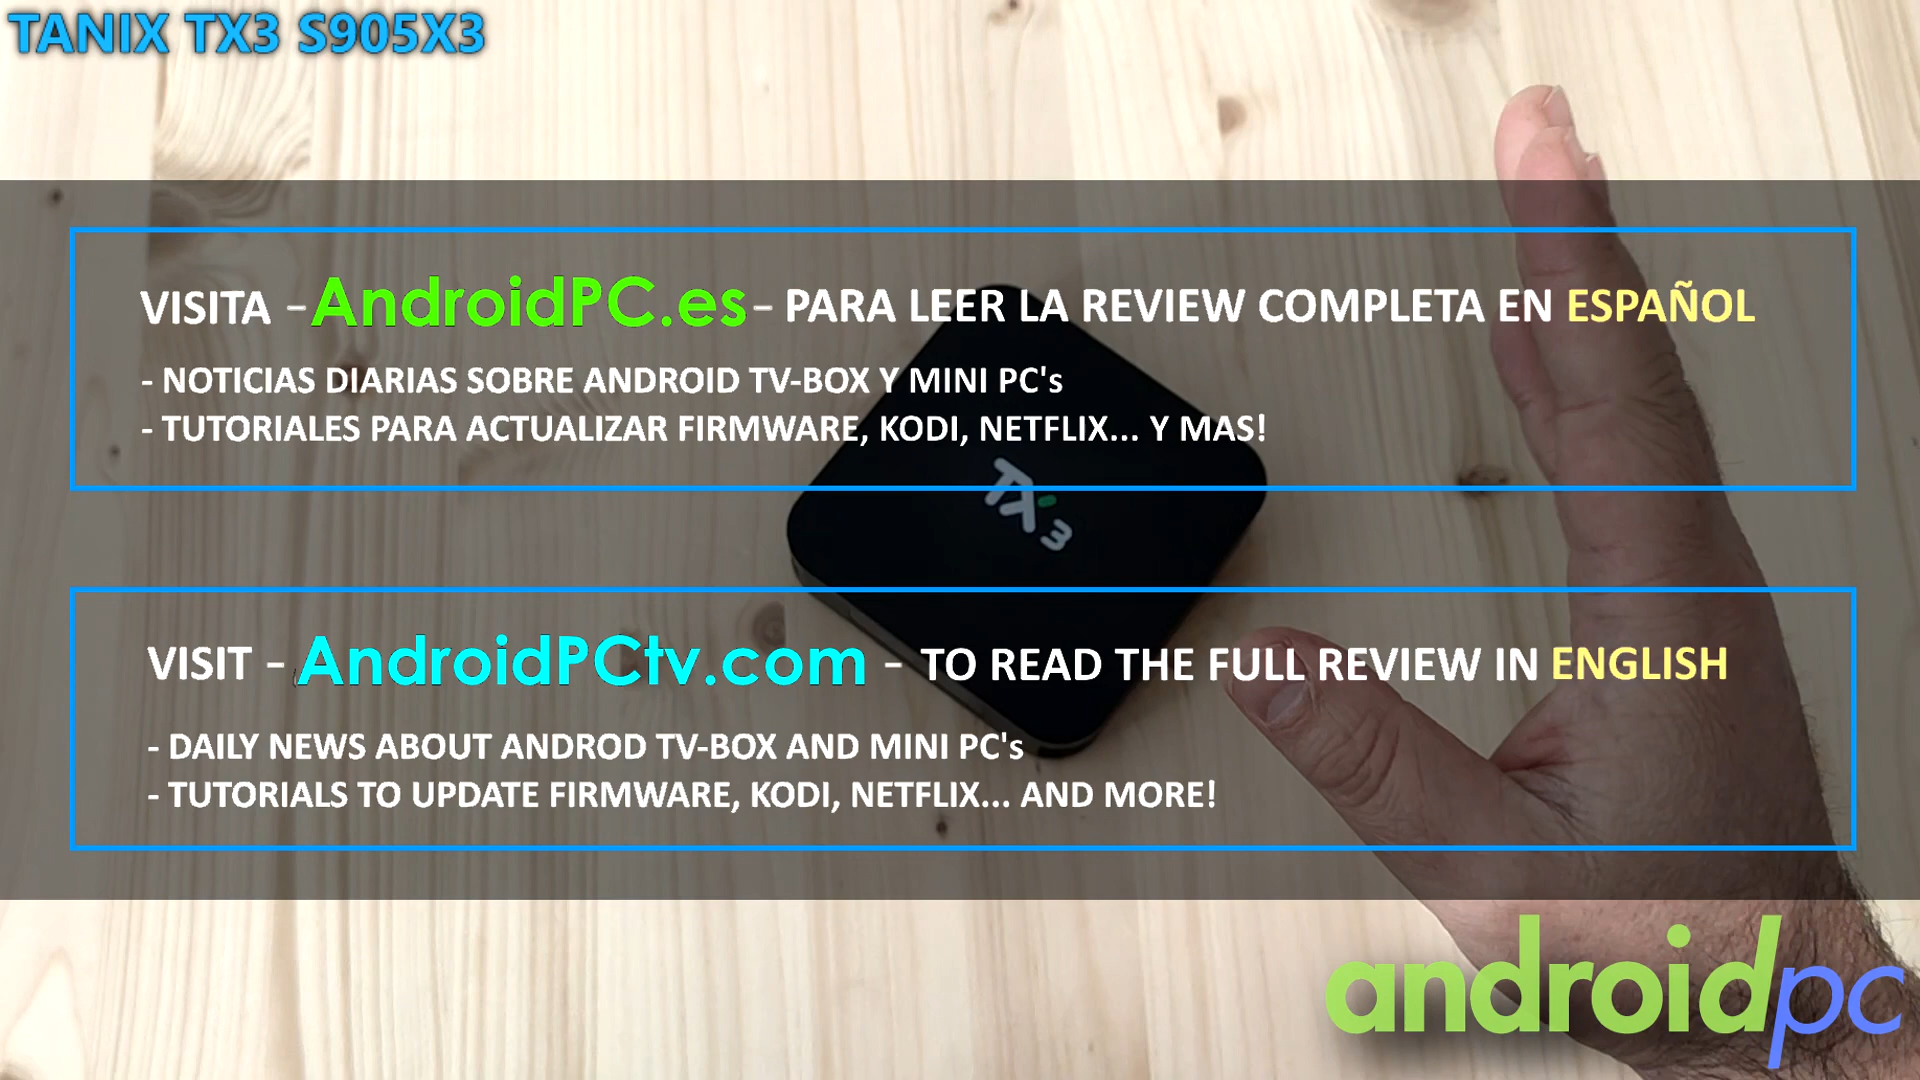 TANIX TX3 S905X3
VISITA -AndroidPC.es- PARA LEER LA REVIEW COMPLETA EN ESPAÑOL
- NOTICIAS DIARIAS SOBRE ANDROID TV-BOX Y MINI PC's
- TUTORIALES PARA ACTUALIZAR FIRMWARE, KODI, NETFLIX... Y MAS!
TX3
VISIT - AndroidPCtv.com - TO READ THE FULL REVIEW IN ENGLISH
- DAILY NEWS ABOUT ANDROD TV-BOX AND MINI PC's
- TUTORIALS TO UPDATE FIRMWARE, KODI, NETFLIX... AND MORE!
androidpc